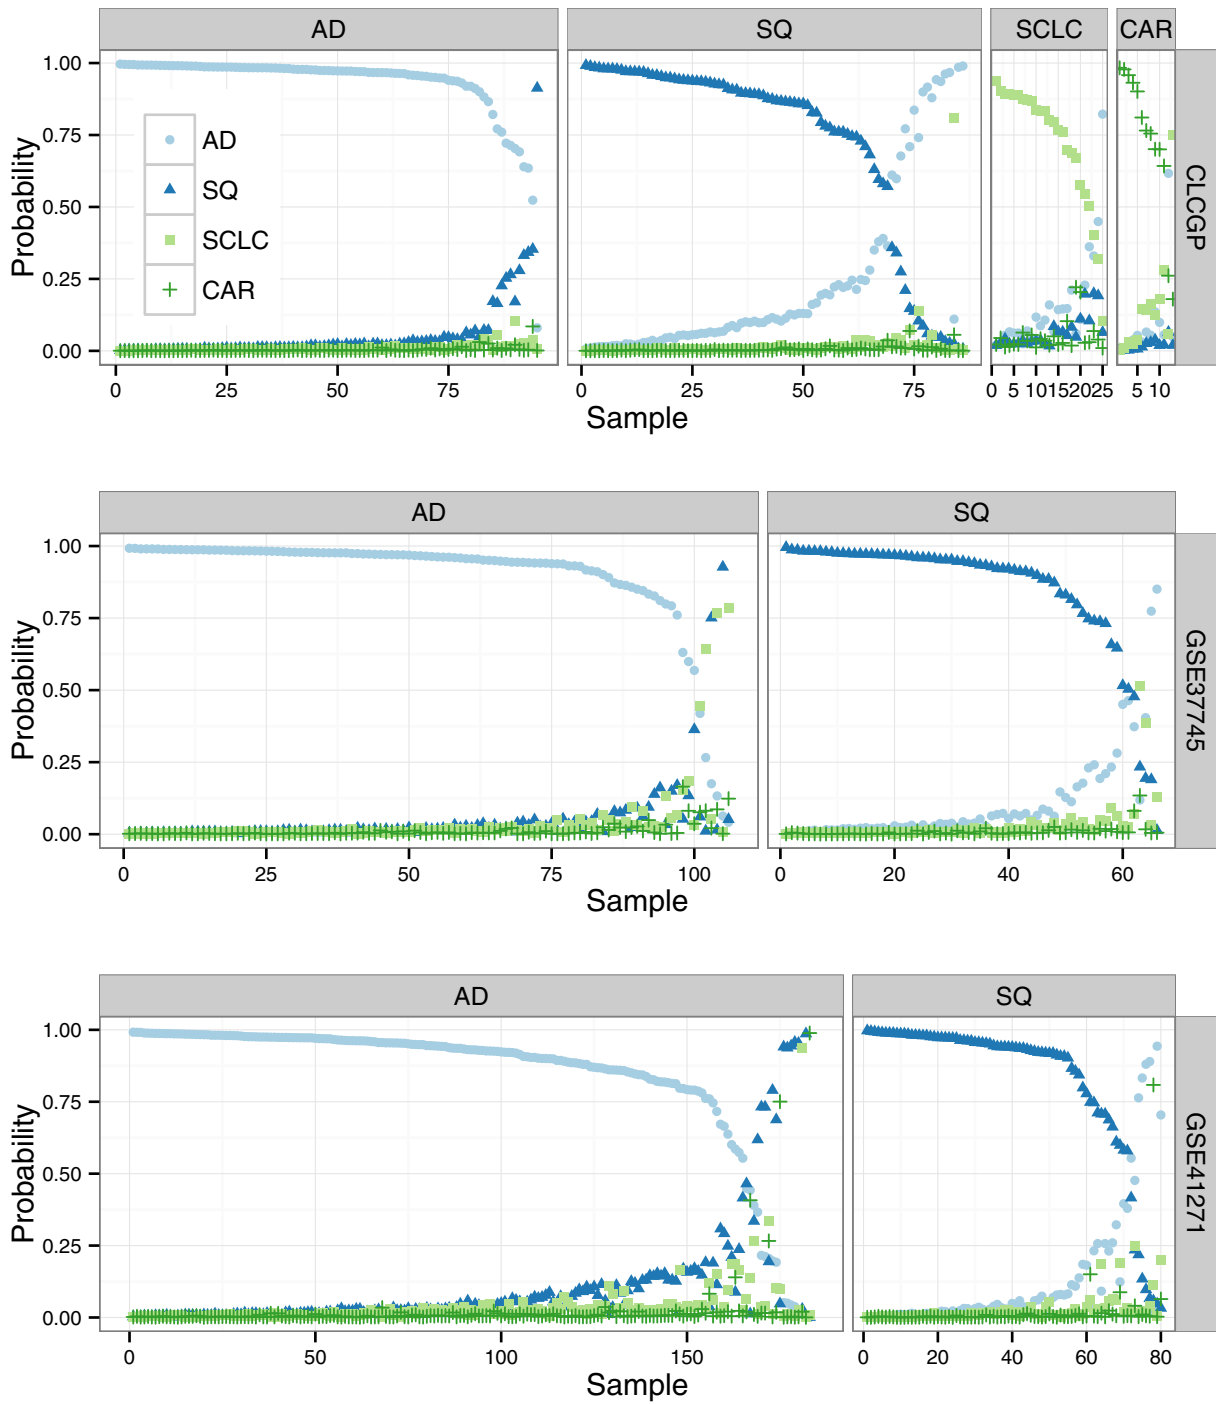 AD SQ SCLC CAR
1.00
0.75
0.50
0.25
0.00
Probability
AD
SQ
SCLC
CAR
CLCGP
0 25 50 75 0 25 50 75 0 5 10 15 20 25 5 10
Sample
AD SQ
1.00
0.75
0.50
0.25
0.00
Probability
GSE37745
0 25 50 75 100 0 20 40 60
Sample
AD SQ
1.00
0.75
0.50
0.25
0.00
Probability
GSE41271
0 50 100 150 0 20 40 60 80
Sample